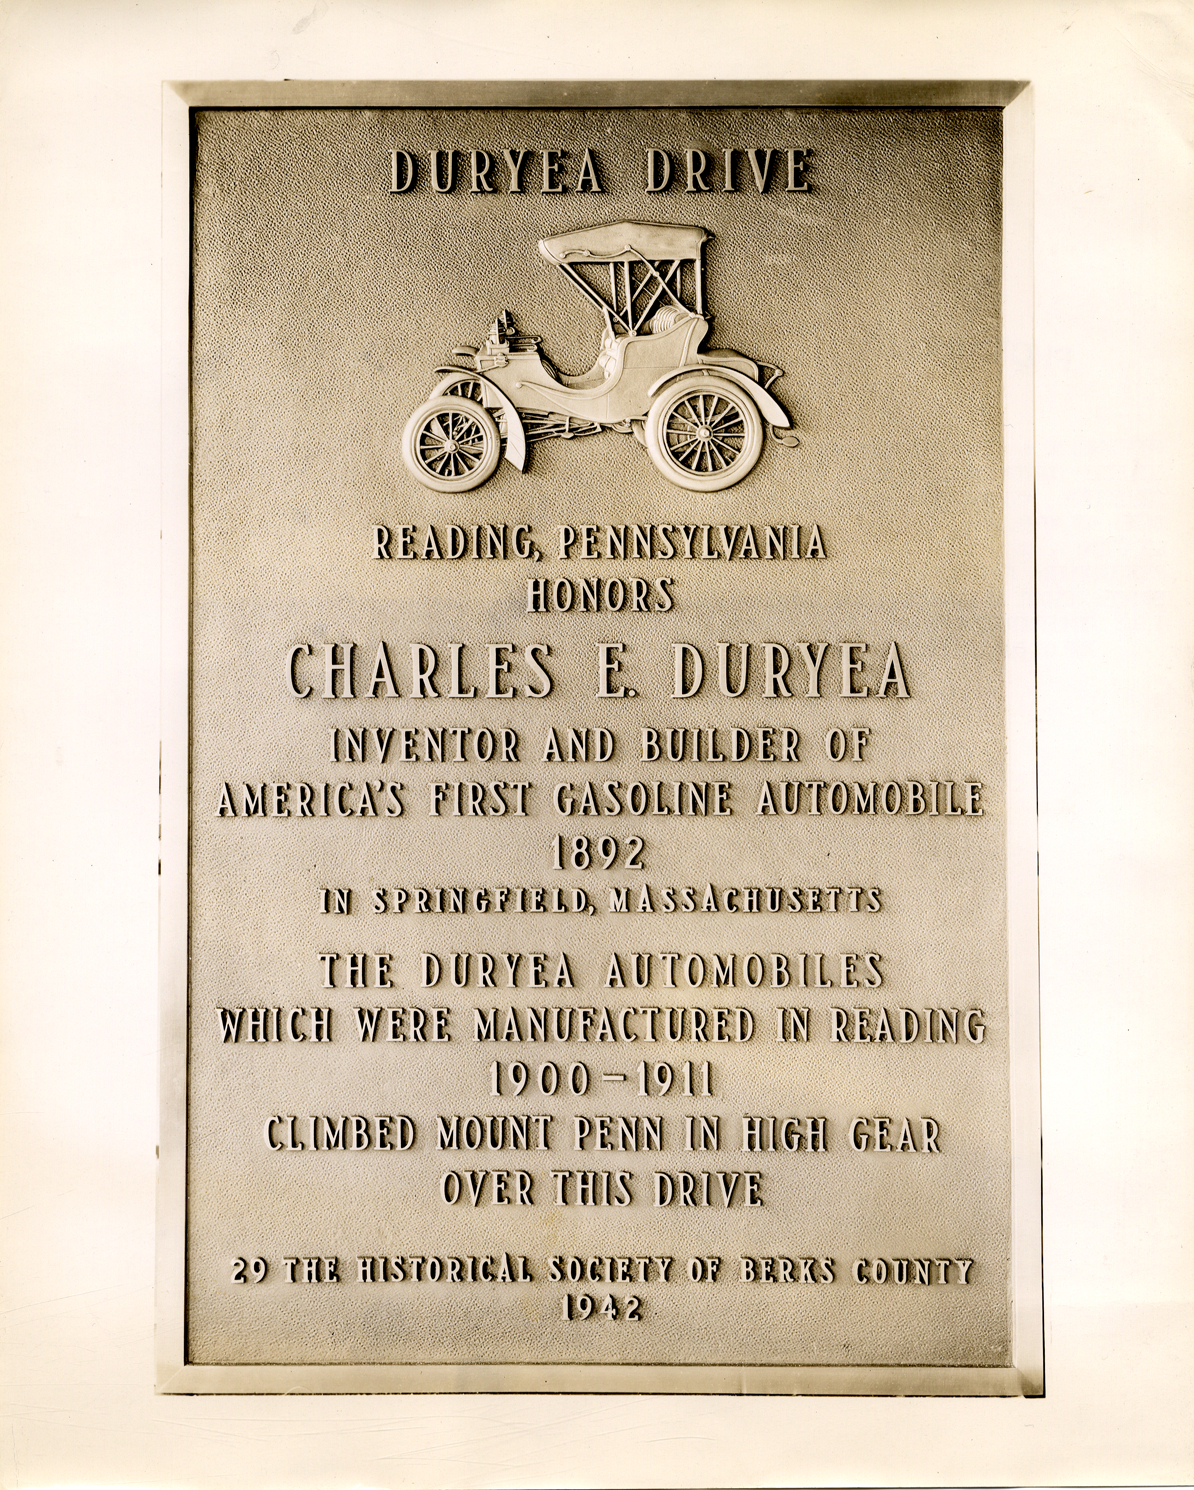 DURYEA DRIVE
READING, PENNSYLVANIA
HONORS
CHARLES E. DURYEA
INVENTOR AND BUILDER OF
AMERICA'S FIRST GASOLINE AUTOMOBILE
1892
IN SPRINGFIELD, MASSACHUSETTS
THE DURYEA AUTOMOBILES
WHICH WERE MANUFACTURED IN READING
1900-1911
CLIMBED MOUNT PENN IN HIGH GEAR
OVER THIS DRIVE
29 THE HISTORICAL SOCIETY OF BERKS COUNTY
1942